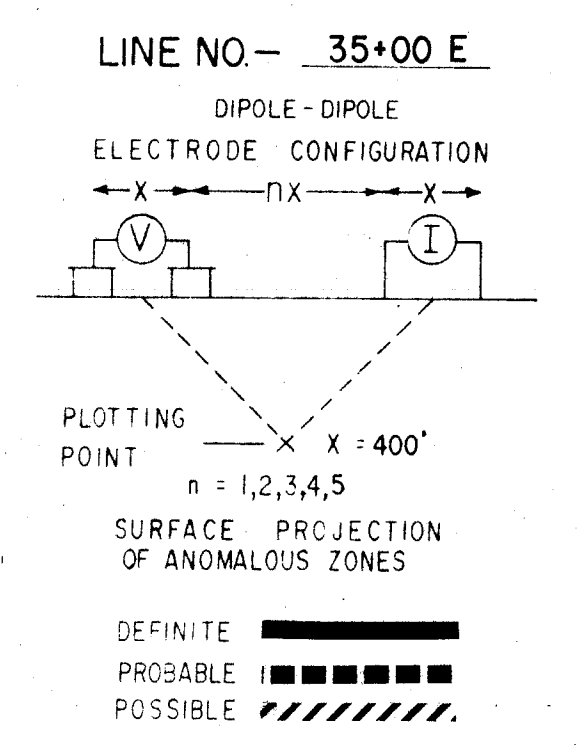 LINE NO.— 35+00 E
DIPOLE - DIPOLE
ELECTRODE CONFIGURATION
X nX X
V I
PLOTTING
POINT X X = 400'
n = 1,2,3,4,5
SURFACE PROJECTION
OF ANOMALOUS ZONES
DEFINITE
PROBABLE
POSSIBLE